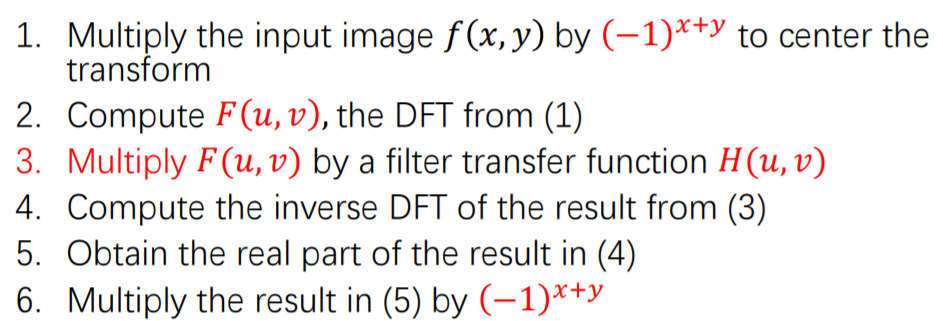 1. Multiply the input image f(x, y) by (−1)^{x+y} to center the
transform
2. Compute F(u, v), the DFT from (1)
3. Multiply F(u, v) by a filter transfer function H(u, v)
4. Compute the inverse DFT of the result from (3)
5. Obtain the real part of the result in (4)
6. Multiply the result in (5) by (−1)^{x+y}